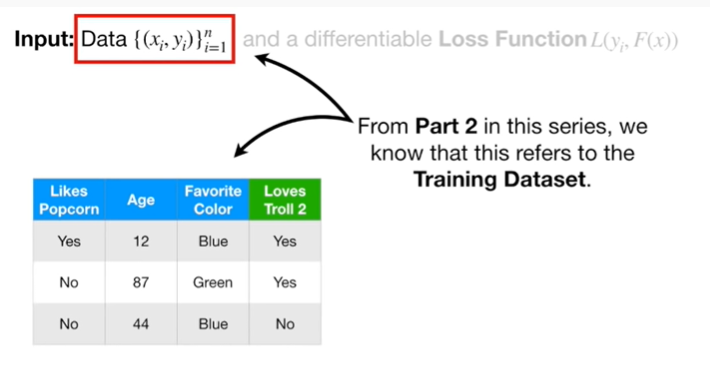 Input: Data {(xᵢ, yᵢ)}ⁿᵢ₌₁ and a differentiable Loss Function L(yᵢ, F(x))
From Part 2 in this series, we
know that this refers to the
Training Dataset.
Likes Popcorn Age Favorite Color Loves Troll 2
Yes 12 Blue Yes
No 87 Green Yes
No 44 Blue No